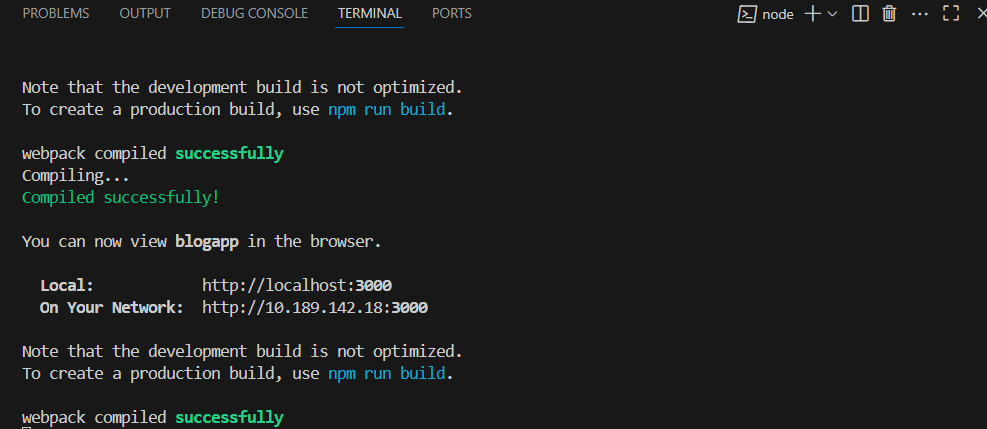 PROBLEMS OUTPUT DEBUG CONSOLE TERMINAL PORTS node
Note that the development build is not optimized.
To create a production build, use npm run build.
webpack compiled successfully
Compiling...
Compiled successfully!
You can now view blogapp in the browser.
Local: http://localhost:3000
On Your Network: http://10.189.142.18:3000
Note that the development build is not optimized.
To create a production build, use npm run build.
webpack compiled successfully